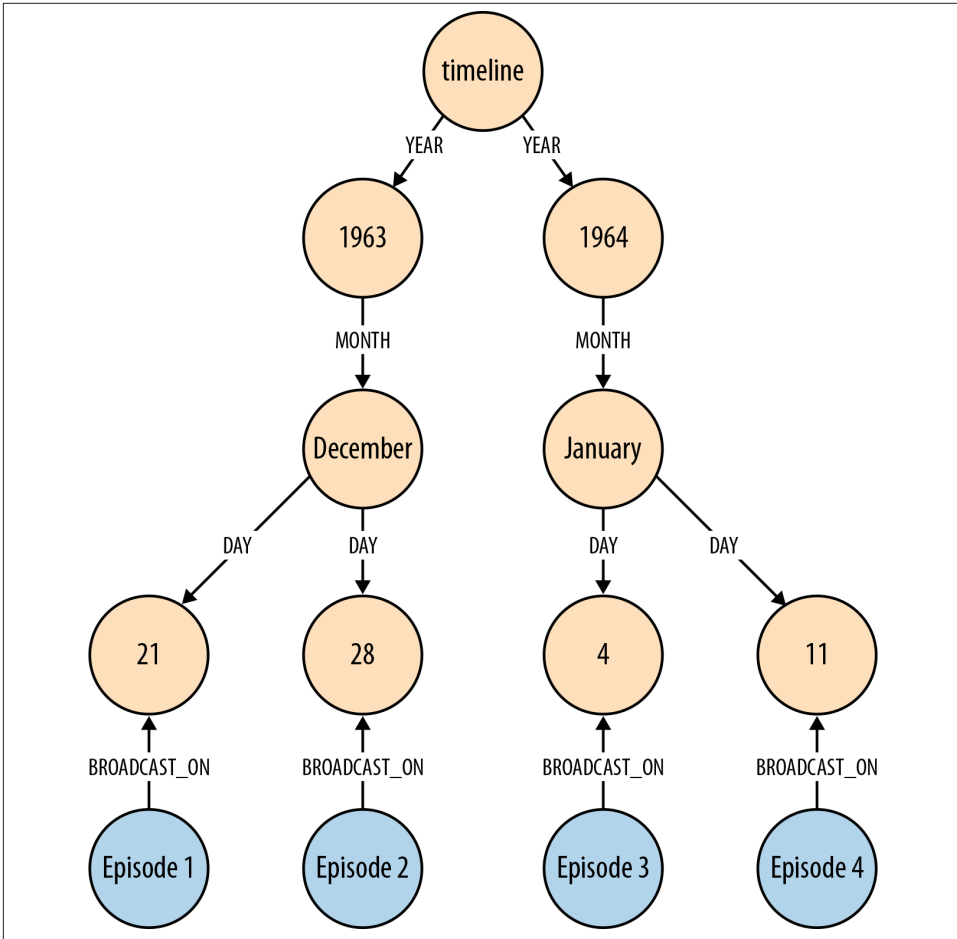 timeline
YEAR YEAR
1963 1964
MONTH MONTH
December January
DAY DAY DAY DAY
21 28 4 11
BROADCAST_ON BROADCAST_ON BROADCAST_ON BROADCAST_ON
Episode 1 Episode 2 Episode 3 Episode 4